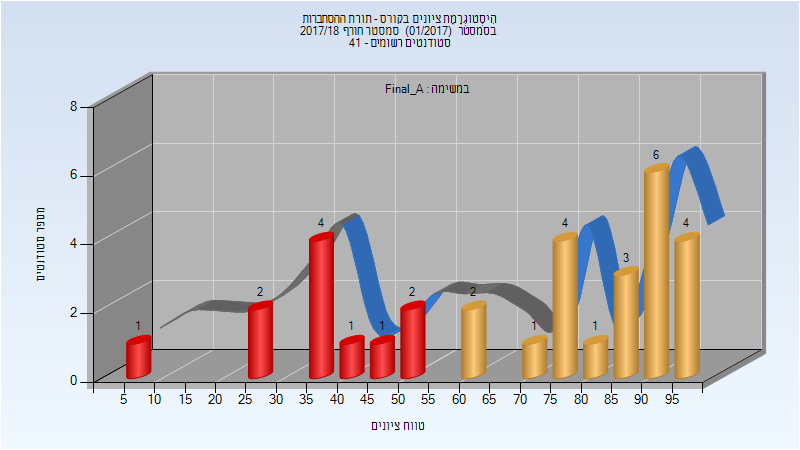 היסטוגרמת ציונים בקורס - תורת ההסתברות
בסמסטר (01/2017) סמסטר חורף 2017/18
סטודנטים רשומים - 41
במשימה : Final_A
מספר סטודנטים
8
6
4
2
0
1
2
4
1
1
2
2
1
4
1
3
6
4
5 10 15 20 25 30 35 40 45 50 55 60 65 70 75 80 85 90 95
טווח ציונים